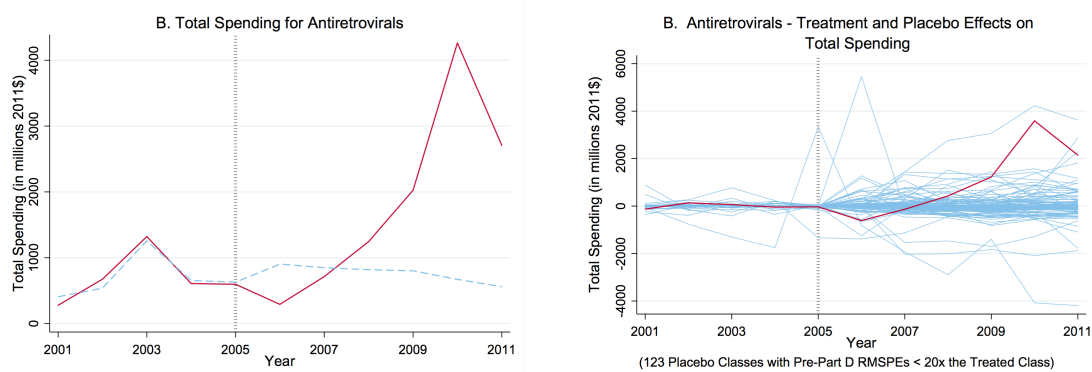 B. Total Spending for Antiretrovirals
Total Spending (in millions 2011$)
4000
3000
2000
1000
0
2001
2003
2005
2007
2009
2011
Year
B. Antiretrovirals - Treatment and Placebo Effects on
Total Spending
Total Spending (in millions 2011$)
6000
4000
2000
0
2000
4000
2001
2003
2005
2007
2009
2011
Year
(123 Placebo Classes with Pre-Part D RMSPEs < 20x the Treated Class)